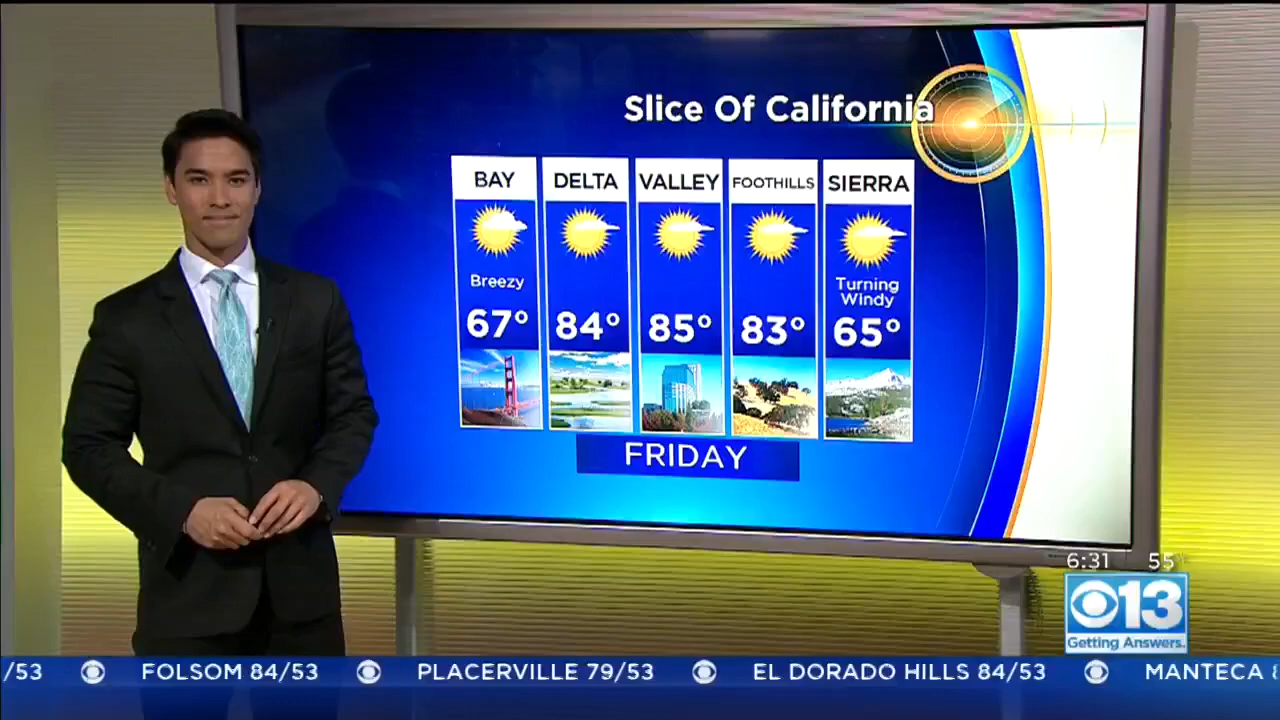 Slice Of California
BAY
DELTA
VALLEY
FOOTHILLS
SIERRA
Breezy
Turning
Windy
67°
84°
85°
83°
65°
FRIDAY
6:31 55°
13
Getting Answers.
/53 FOLSOM 84/53 PLACERVILLE 79/53 EL DORADO HILLS 84/53 MANTECA